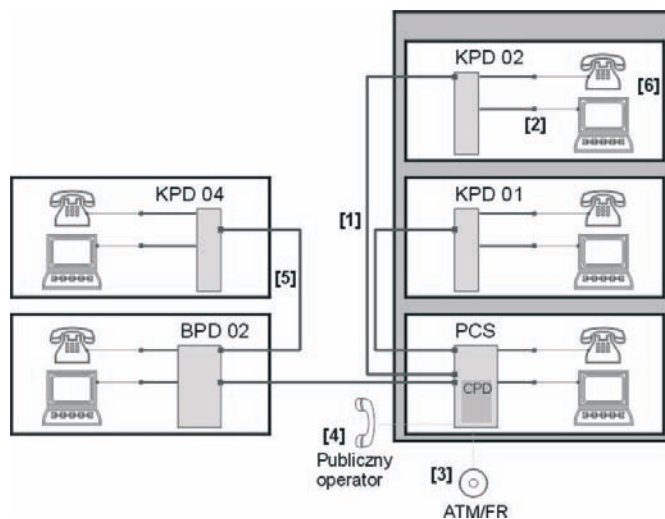 KPD 02
[6]
[2]
KPD 04
KPD 01
[1]
[5]
BPD 02
PCS
CPD
[4]
Publiczny
operator
[3]
ATM/FR